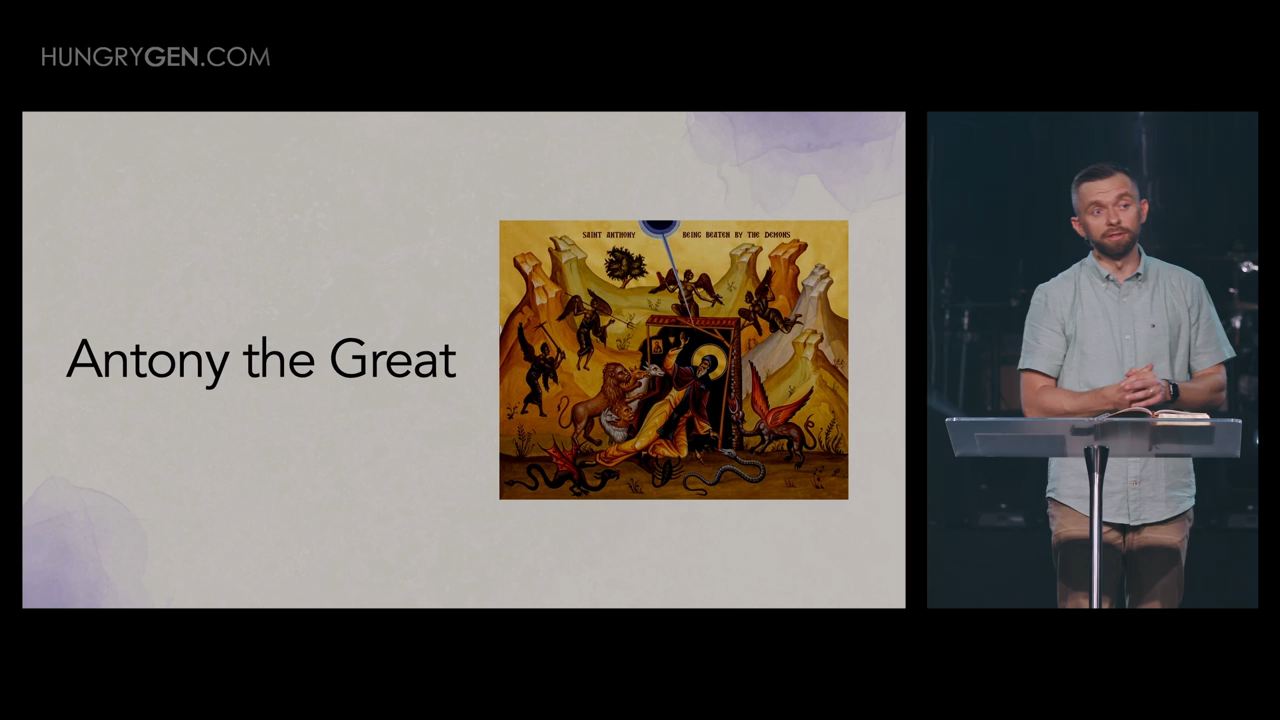 HUNGRYGEN.COM
Antony the Great
SAINT ANTHONY BEING BEATEN BY THE DEMONS